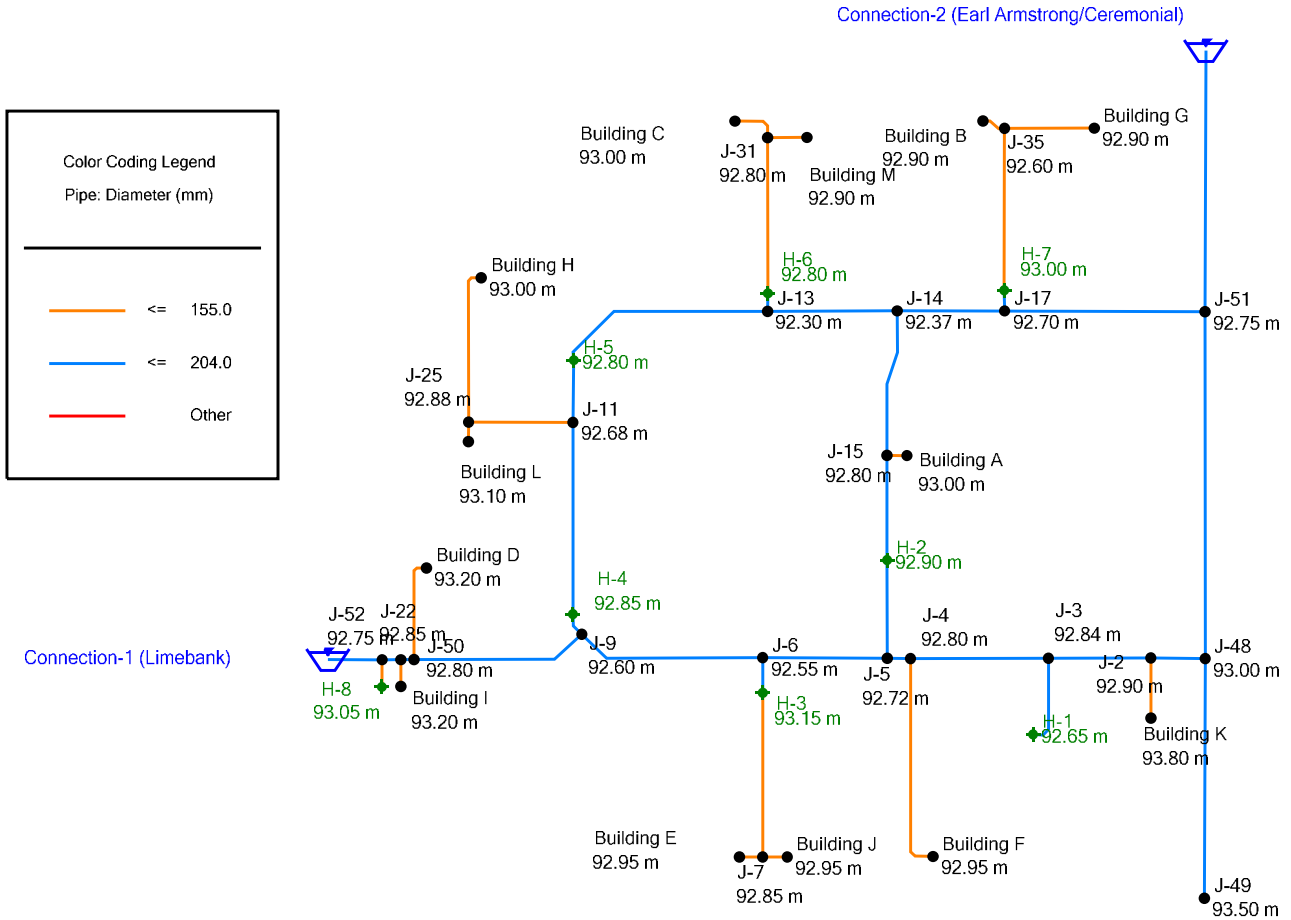 Connection-2 (Earl Armstrong/Ceremonial)
Color Coding Legend
Pipe: Diameter (mm)
<= 155.0
<= 204.0
Other
Building C
93.00 m
J-31
92.80 m
Building M
92.90 m
Building B
92.90 m
J-35
92.60 m
Building G
92.90 m
Building H
93.00 m
H-6
92.80 m
H-7
93.00 m
J-13
92.30 m
J-14
92.37 m
J-17
92.70 m
J-51
92.75 m
H-5
92.80 m
J-25
92.88 m
J-11
92.68 m
Building L
93.10 m
J-15
92.80 m
Building A
93.00 m
H-2
92.90 m
Building D
93.20 m
H-4
92.85 m
J-52
92.75 m
J-22
92.85 m
J-50
92.80 m
Connection-1 (Limebank)
H-8
93.05 m
Building I
93.20 m
J-9
92.60 m
J-6
92.55 m
J-5
92.72 m
J-4
92.80 m
J-3
92.84 m
J-2
92.90 m
J-48
93.00 m
H-3
93.15 m
H-1
92.65 m
Building K
93.80 m
Building E
92.95 m
J-7
92.85 m
Building J
92.95 m
Building F
92.95 m
J-49
93.50 m